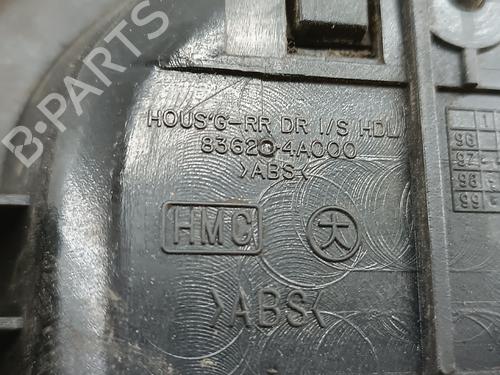 HOUS'G-RR DR I/S HDL
83620-4A000
>ABS<
HMC
大
>ABS<
96
97
98
99
B-PARTS